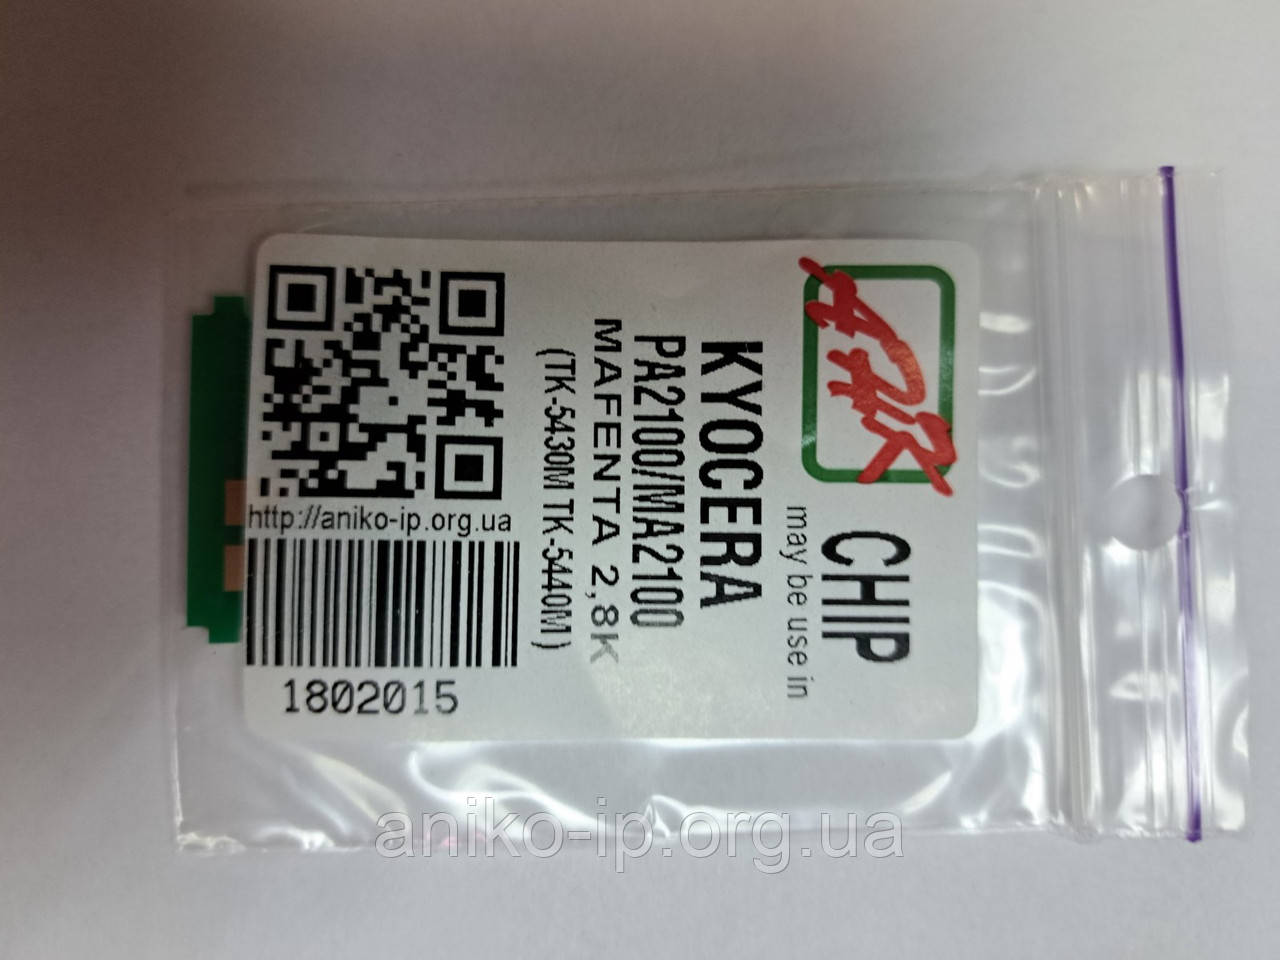 APK
CHIP
may be use in
KYOCERA
PA2100/MA2100
MAFENTA 2,8K
(TK-5430M TK-5440M)
http://aniko-ip.org.ua
1802015
aniko-ip.org.ua